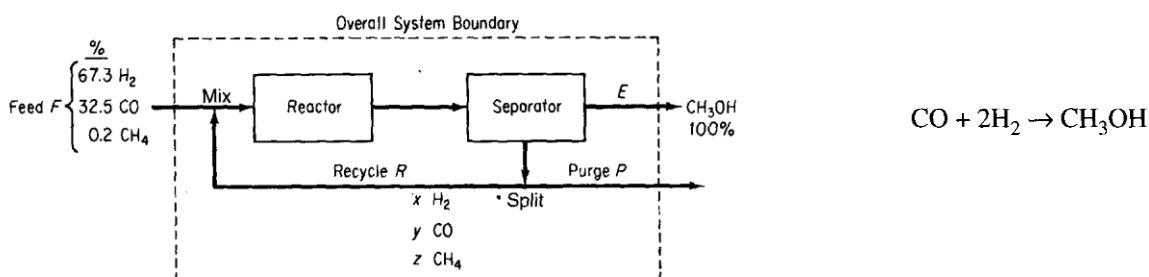 Overall System Boundary
%
67.3 H₂
Feed F
32.5 CO
0.2 CH₄
Mix
Reactor
Separator
E
CH₃OH
100%
CO + 2H₂ → CH₃OH
Recycle R
Purge P
x H₂
Split
y CO
z CH₄